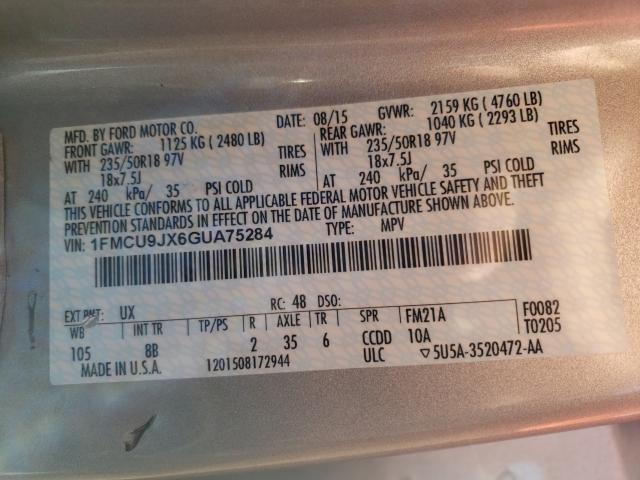 MFD. BY FORD MOTOR CO.
DATE: 08/15 GVWR: 2159 KG ( 4760 LB)
FRONT GAWR: 1125 KG ( 2480 LB) REAR GAWR: 1040 KG ( 2293 LB)
WITH 235/50R18 97V TIRES WITH 235/50R18 97V TIRES
18x7.5J RIMS 18x7.5J RIMS
AT 240 kPa/ 35 PSI COLD AT 240 kPa/ 35 PSI COLD
THIS VEHICLE CONFORMS TO ALL APPLICABLE FEDERAL MOTOR VEHICLE SAFETY AND THEFT
PREVENTION STANDARDS IN EFFECT ON THE DATE OF MANUFACTURE SHOWN ABOVE.
VIN: 1FMCU9JX6GUA75284 TYPE: MPV
EXT PNT: UX RC: 48 DSO:
WB INT TR TP/PS R AXLE TR SPR FM21A F0082
105 8B 2 35 6 CCDD 10A T0205
MADE IN U.S.A. 1201508172944 ULC ▽5U5A-3520472-AA